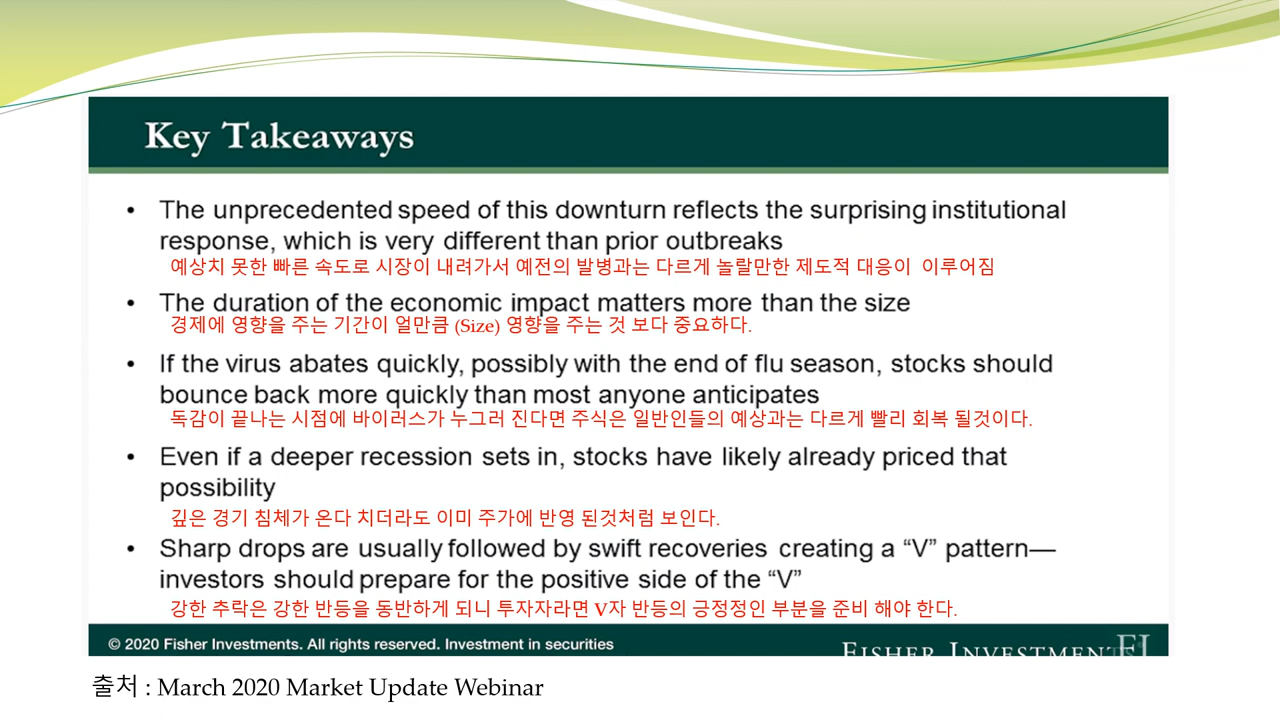 Key Takeaways
• The unprecedented speed of this downturn reflects the surprising institutional
response, which is very different than prior outbreaks
예상치 못한 빠른 속도로 시장이 내려가서 예전의 발병과는 다르게 놀랄만한 제도적 대응이 이루어짐
• The duration of the economic impact matters more than the size
경제에 영향을 주는 기간이 얼만큼 (Size) 영향을 주는 것 보다 중요하다.
• If the virus abates quickly, possibly with the end of flu season, stocks should
bounce back more quickly than most anyone anticipates
독감이 끝나는 시점에 바이러스가 누그러 진다면 주식은 일반인들의 예상과는 다르게 빨리 회복 될것이다.
• Even if a deeper recession sets in, stocks have likely already priced that
possibility
깊은 경기 침체가 온다 치더라도 이미 주가에 반영 된것처럼 보인다.
• Sharp drops are usually followed by swift recoveries creating a “V” pattern—
investors should prepare for the positive side of the “V”
강한 추락은 강한 반등을 동반하게 되니 투자자라면 V자 반등의 긍정정인 부분을 준비 해야 한다.
© 2020 Fisher Investments. All rights reserved. Investment in securities
FISHER INVESTMENTS
FI
출처 : March 2020 Market Update Webinar